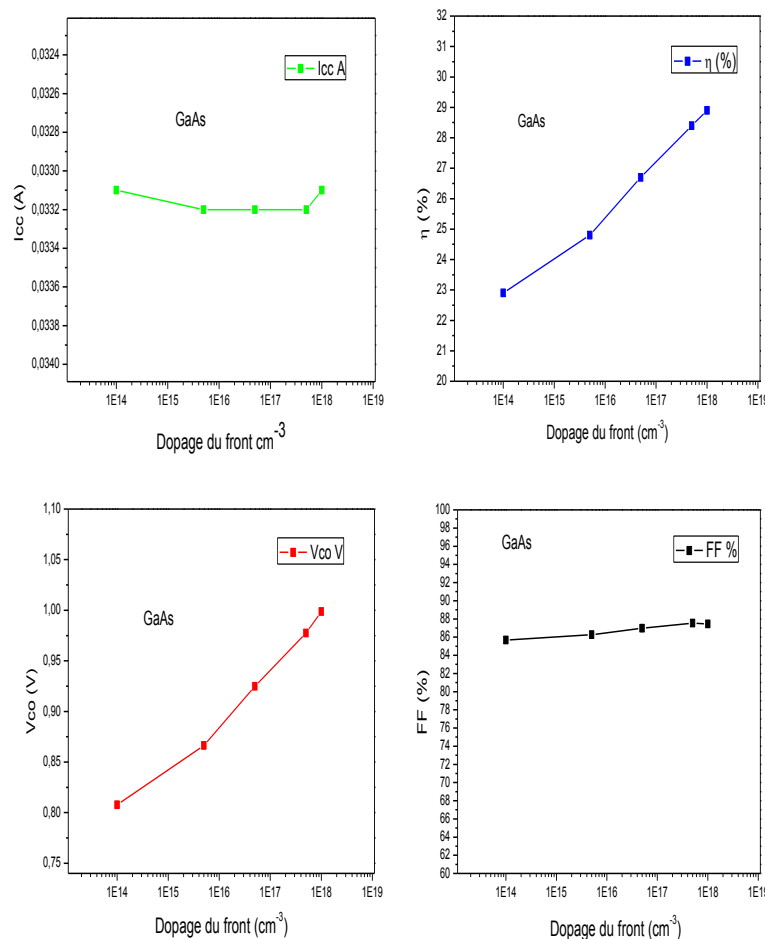 0,0324
0,0326
0,0328
0,0330
0,0332
0,0334
0,0336
0,0338
0,0340
Icc (A)
Icc A
GaAs
1E14 1E15 1E16 1E17 1E18 1E19
Dopage du front cm-3
32
31
30
29
28
27
26
25
24
23
22
21
20
η (%)
η (%)
GaAs
1E14 1E15 1E16 1E17 1E18 1E19
Dopage du front (cm-3)
1,10
1,05
1,00
0,95
0,90
0,85
0,80
0,75
Vco (V)
Vco V
GaAs
1E14 1E15 1E16 1E17 1E18 1E19
Dopage du front (cm-3)
100
98
96
94
92
90
88
86
84
82
80
78
76
74
72
70
68
66
64
62
60
FF (%)
FF %
GaAs
1E14 1E15 1E16 1E17 1E18 1E19
Dopage du front (cm-3)